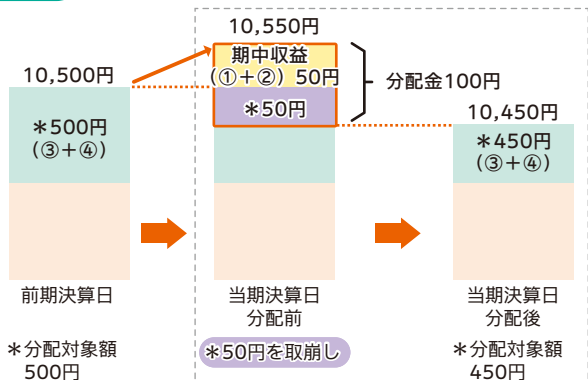 10,550円
期中収益
(①+②) 50円
＊50円
分配金100円
10,500円
＊500円
(③+④)
10,450円
＊450円
(③+④)
前期決算日
当期決算日
分配前
当期決算日
分配後
＊分配対象額
500円
＊50円を取崩し
＊分配対象額
450円